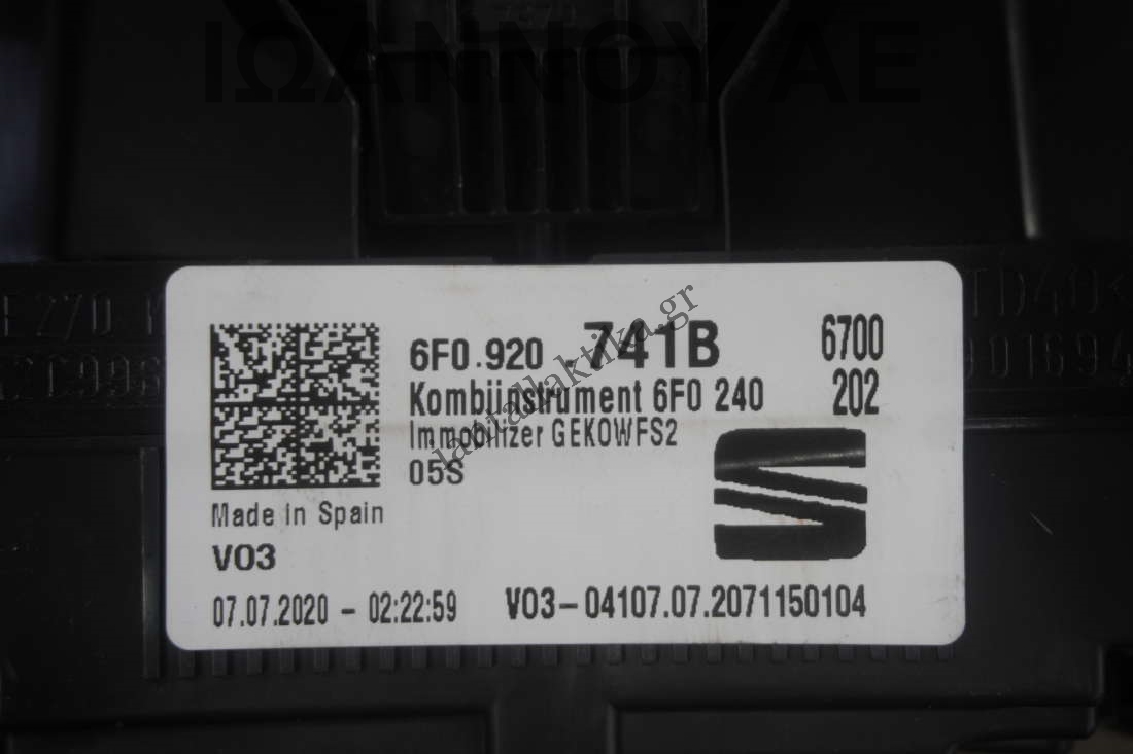 ΙΩΑΝΝΟΥ ΑΕ
6F0.920.741B
6700
202
Kombiinstrument 6F0 240
Immobilizer GEKOWFS2
05S
Made in Spain
V03
07.07.2020 - 02:22:59
V03-04107.07.2071150104
antallaktika.gr